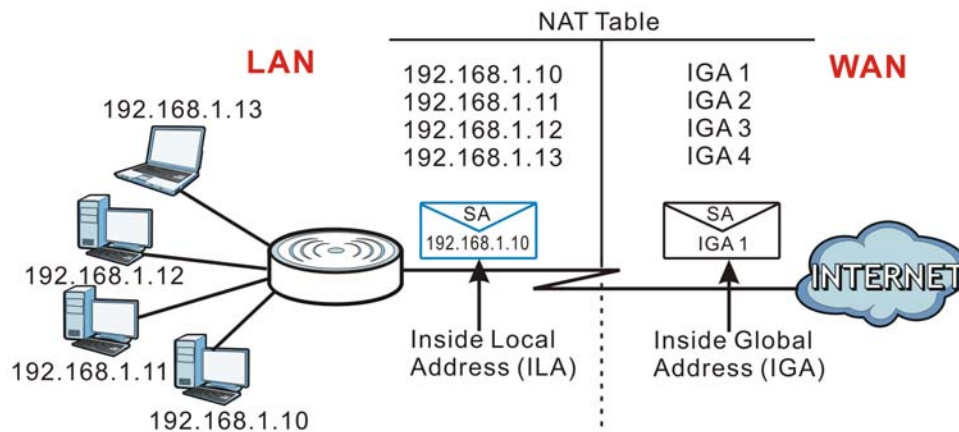 NAT Table
LAN
WAN
192.168.1.10 IGA 1
192.168.1.11 IGA 2
192.168.1.12 IGA 3
192.168.1.13 IGA 4
192.168.1.13
SA
192.168.1.10
SA
IGA 1
192.168.1.12
INTERNET
192.168.1.11
192.168.1.10
Inside Local
Address (ILA)
Inside Global
Address (IGA)